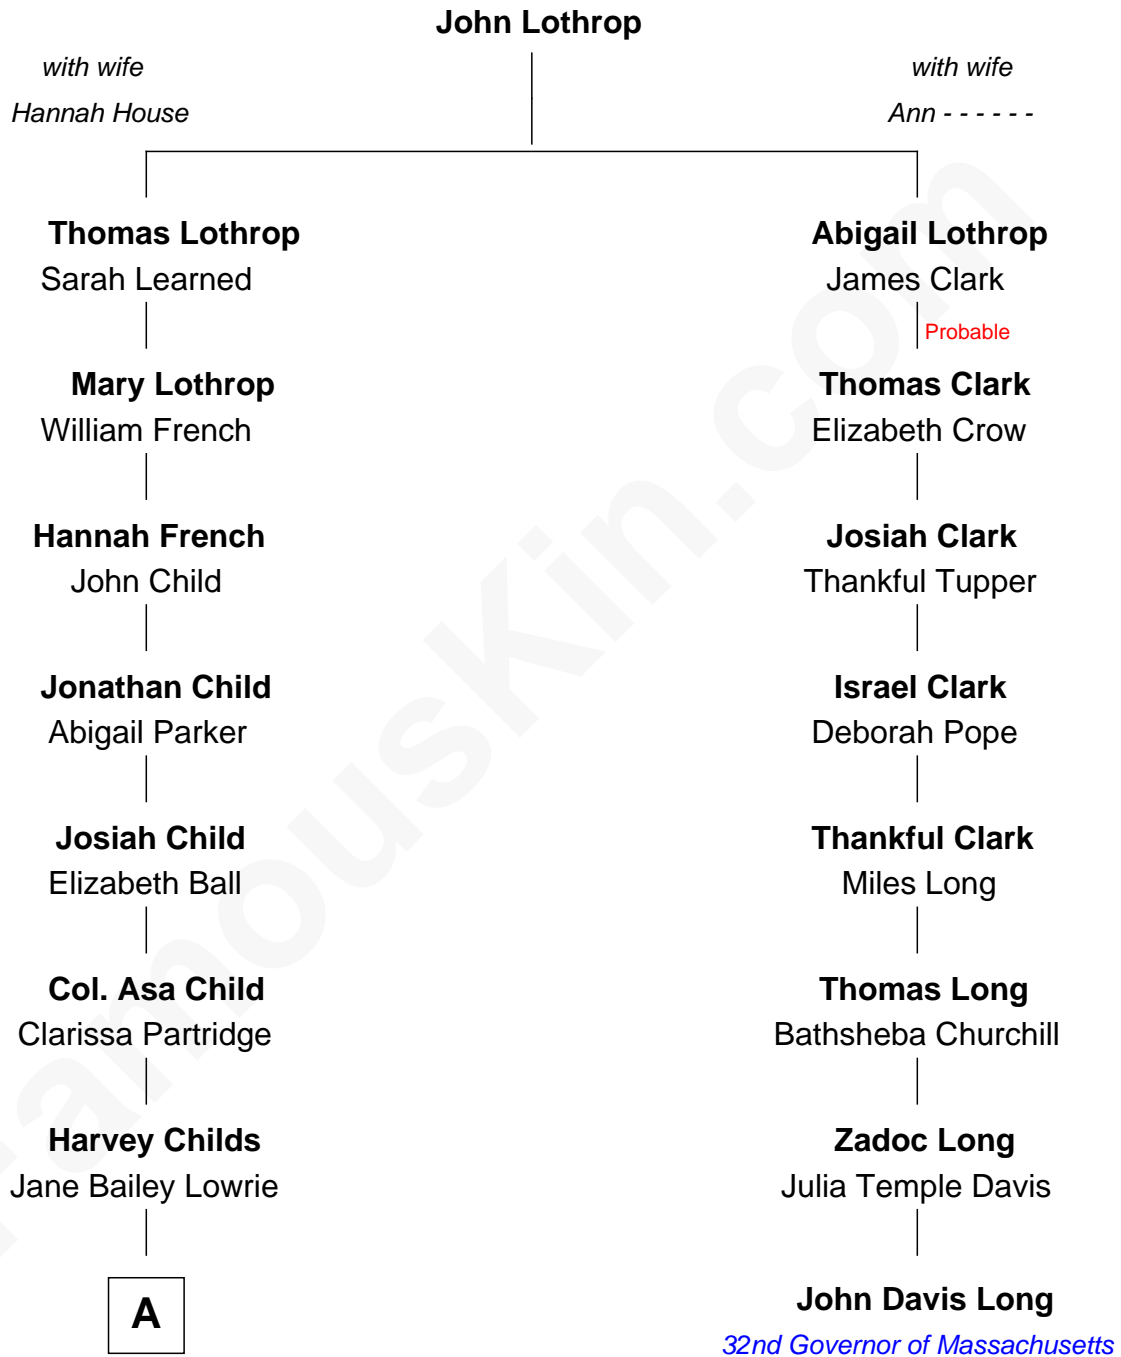 John Lothrop
with wife
Hannah House
with wife
Ann - - - - - -
Thomas Lothrop
Sarah Learned
Abigail Lothrop
James Clark
Probable
Mary Lothrop
William French
Thomas Clark
Elizabeth Crow
Hannah French
John Child
Josiah Clark
Thankful Tupper
Jonathan Child
Abigail Parker
Israel Clark
Deborah Pope
Josiah Child
Elizabeth Ball
Thankful Clark
Miles Long
Col. Asa Child
Clarissa Partridge
Thomas Long
Bathsheba Churchill
Harvey Childs
Jane Bailey Lowrie
Zadoc Long
Julia Temple Davis
A
John Davis Long
32nd Governor of Massachusetts
FamousKin.com